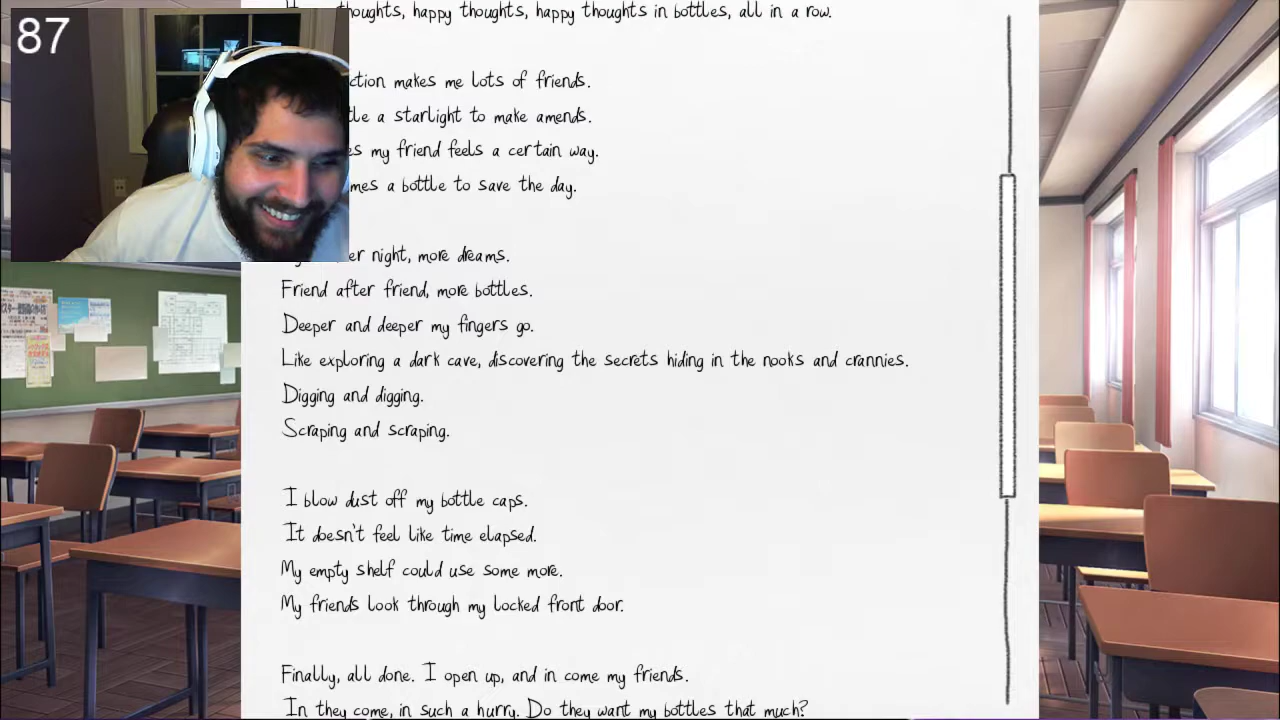 87
thoughts, happy thoughts, happy thoughts in bottles, all in a row.
makes me lots of friends.
a starlight to make amends.
my friend feels a certain way.
a bottle to save the day.
night, more dreams.
Friend after friend, more bottles.
Deeper and deeper my fingers go.
Like exploring a dark cave, discovering the secrets hiding in the nooks and crannies.
Digging and digging.
Scraping and scraping.
I blow dust off my bottle caps.
It doesn't feel like time elapsed.
My empty shelf could use some more.
My friends look through my locked front door.
Finally, all done. I open up, and in come my friends.
In they come, in such a hurry. Do they want my bottles that much?